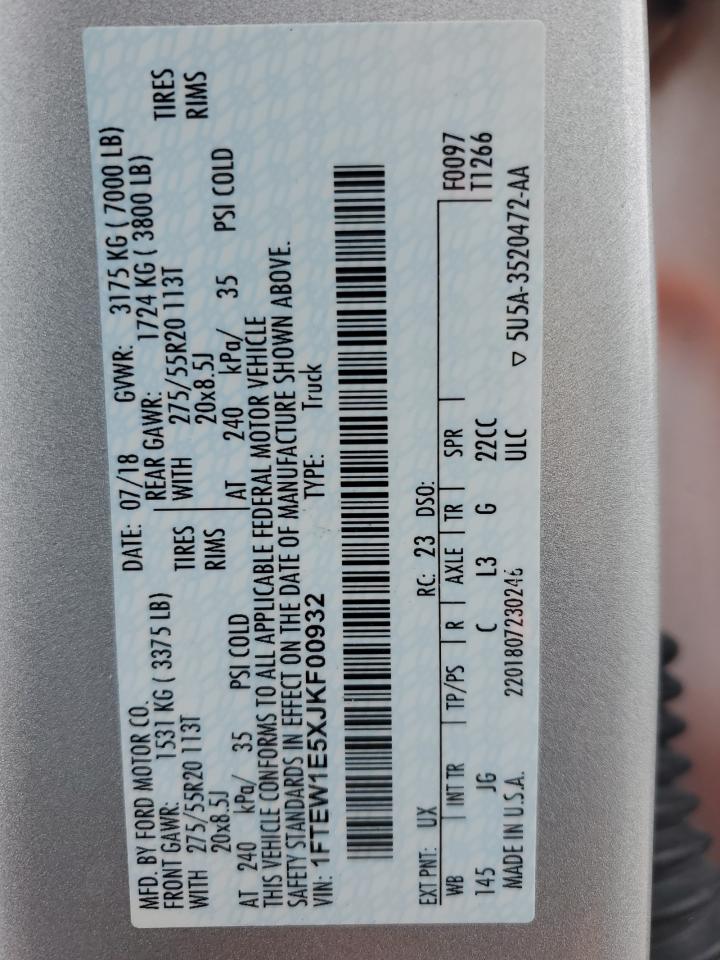 MFD. BY FORD MOTOR CO. DATE: 07/18 GVWR: 3175 KG ( 7000 LB)
FRONT GAWR: 1531 KG ( 3375 LB) REAR GAWR: 1724 KG ( 3800 LB)
WITH 275/55R20 113T TIRES WITH 275/55R20 113T TIRES
20x8.5J RIMS 20x8.5J RIMS
AT 240 kPa/ 35 PSI COLD AT 240 kPa/ 35 PSI COLD
THIS VEHICLE CONFORMS TO ALL APPLICABLE FEDERAL MOTOR VEHICLE
SAFETY STANDARDS IN EFFECT ON THE DATE OF MANUFACTURE SHOWN ABOVE.
VIN: 1FTEW1E5XJKF00932 TYPE: Truck
EXT PNT: UX RC: 23 DSO:
WB INT TR TP/PS R AXLE TR SPR F0097
145 JG C L3 G 22CC T1266
MADE IN U.S.A. 2201807230246 ULC ▽ 5U5A-3520472-AA